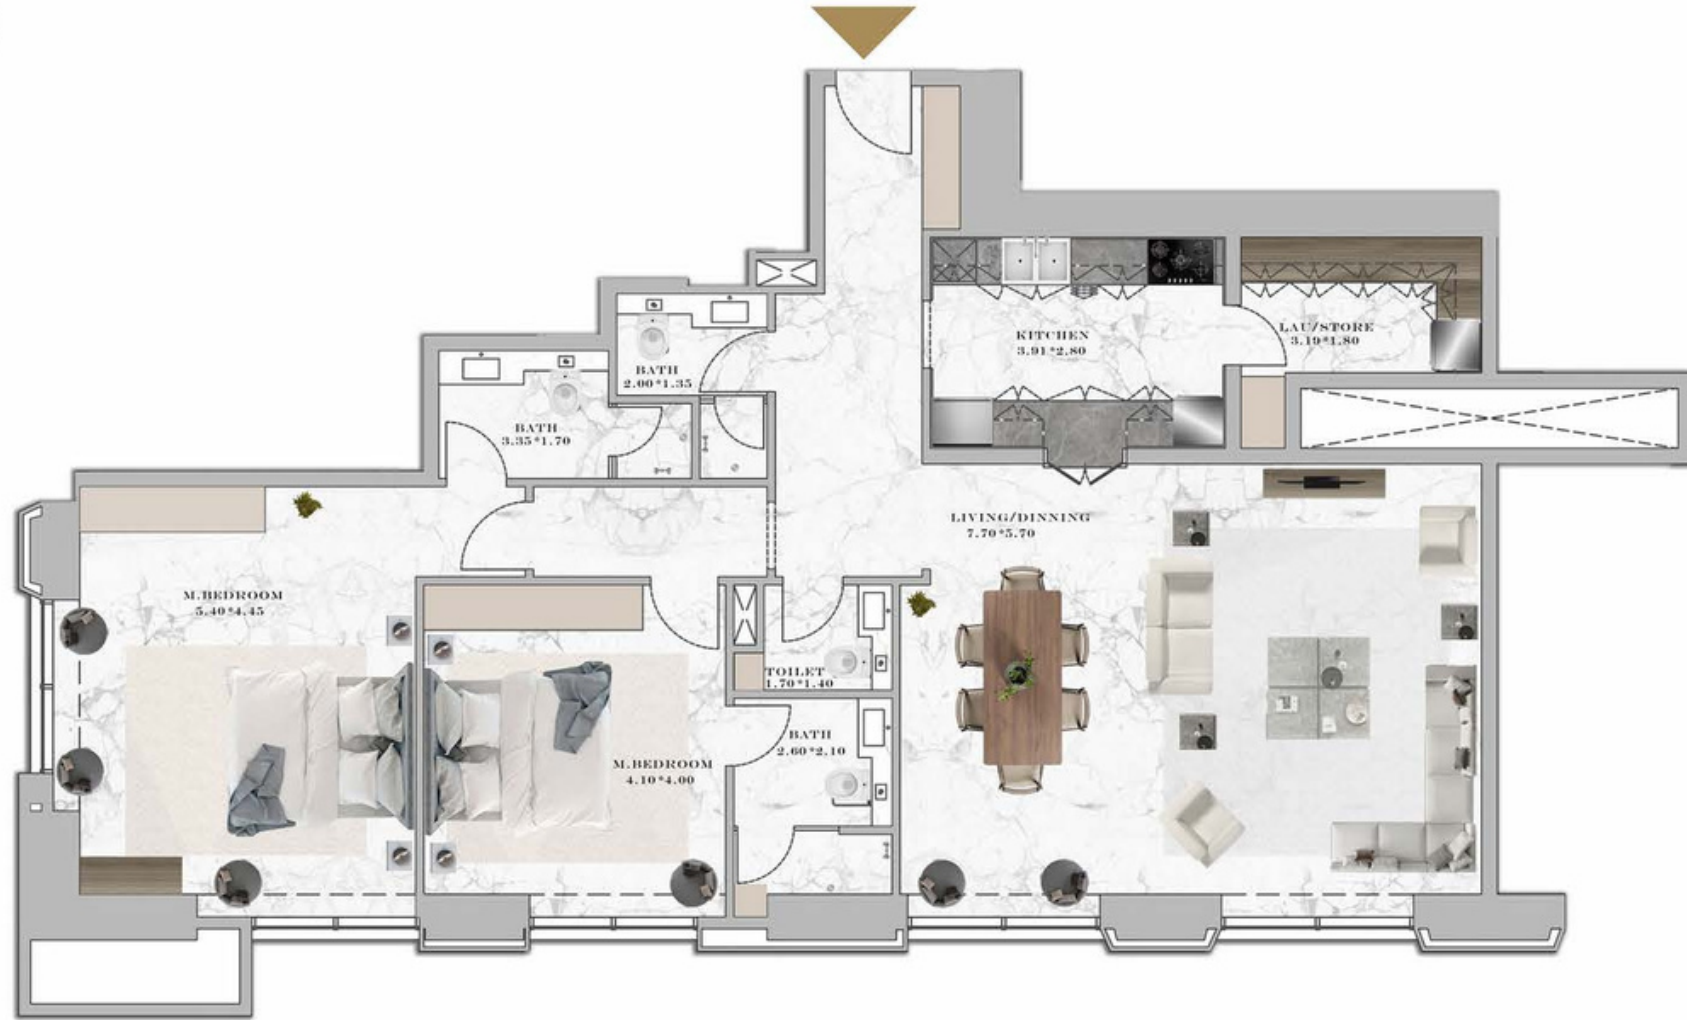 KITCHEN
3.91*2.80
LAU/STORE
3.19*1.80
BATH
2.00*1.35
BATH
3.35*1.70
LIVING/DINNING
7.70*5.70
M.BEDROOM
5.40*4.45
TOILET
1.70*1.40
BATH
2.60*2.10
M.BEDROOM
4.10*4.00